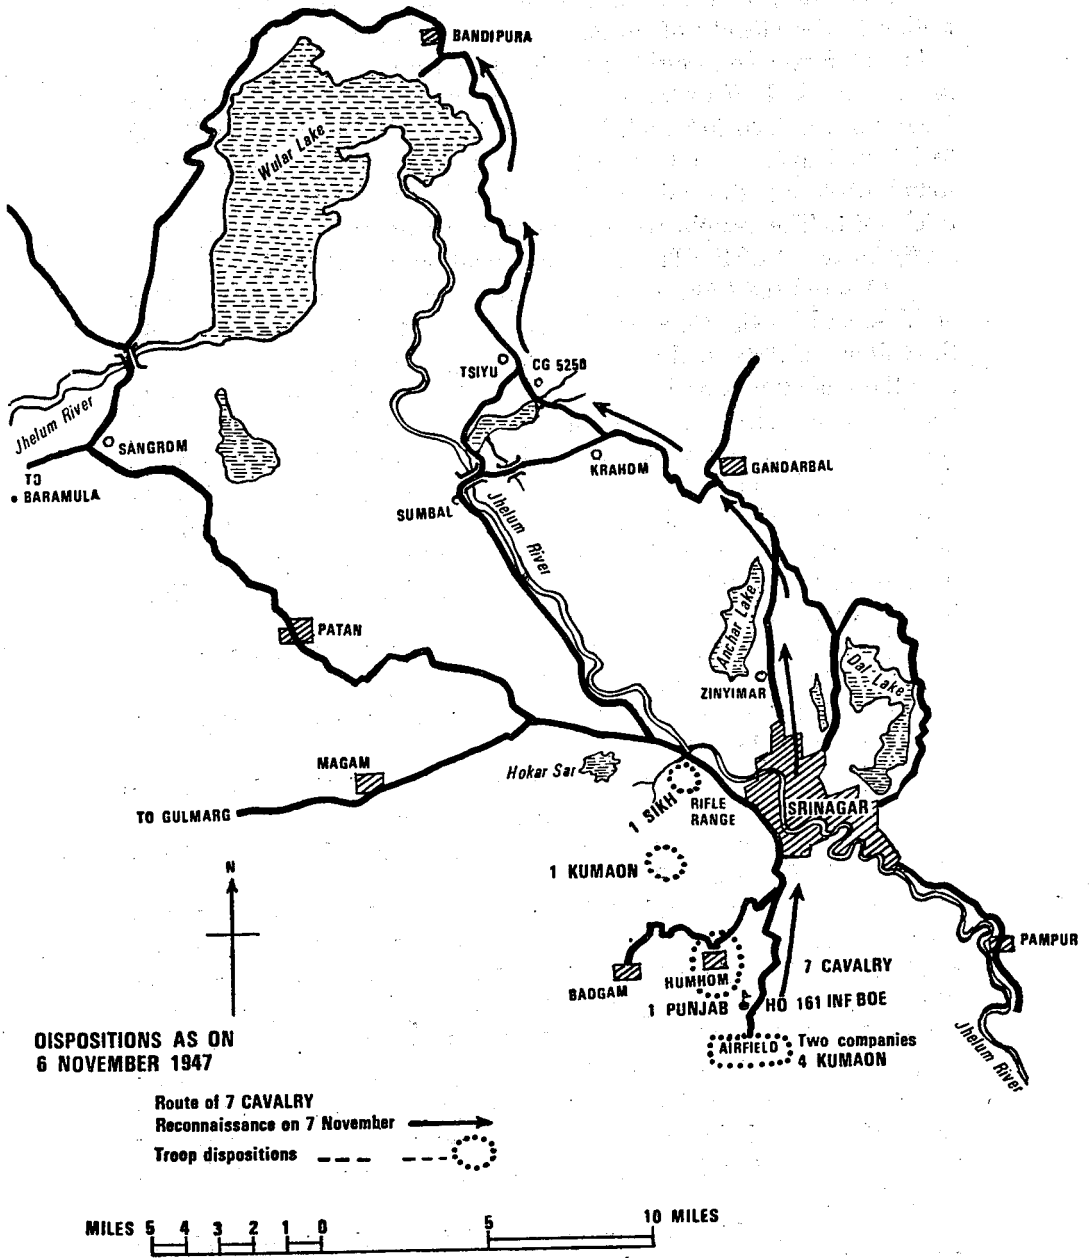 BANDIPURA
Wular Lake
TSIYU
CG 5250
Jhelum River
SANGROM
TO
BARAMULA
KRAHOM
GANDARBAL
SUMBAL
Jhelum River
Anchar Lake
Dal Lake
PATAN
ZINYIMAR
MAGAM
Hokar Sar
TO GULMARG
1 SIKH
RIFLE
RANGE
SRINAGAR
N
1 KUMAON
PAMPUR
HUMHOM
7 CAVALRY
BADGAM
1 PUNJAB
HO 161 INF BOE
Jhelum River
AIRFIELD
Two companies
4 KUMAON
OISPOSITIONS AS ON
6 NOVEMBER 1947
Route of 7 CAVALRY
Reconnaissance on 7 November
Troop dispositions
MILES 5 4 3 2 1 0 5 10 MILES